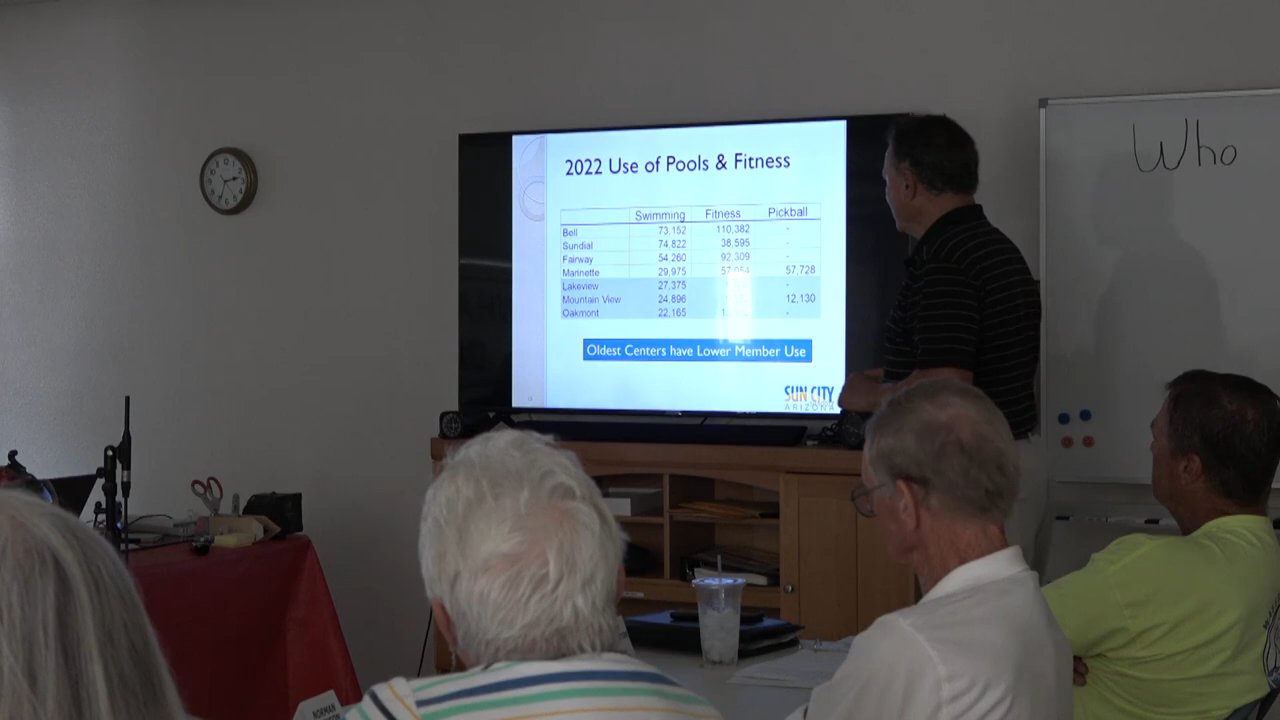 2022 Use of Pools & Fitness
Swimming Fitness Pickball
Bell 73,152 110,382 -
Sundial 74,822 38,595 -
Fairway 54,260 92,309 -
Marinette 29,975 57,728
Lakeview 27,375 -
Mountain View 24,896 12,130
Oakmont 22,165 -
Oldest Centers have Lower Member Use
SUN CITY
ARIZONA
Who
NORMAN